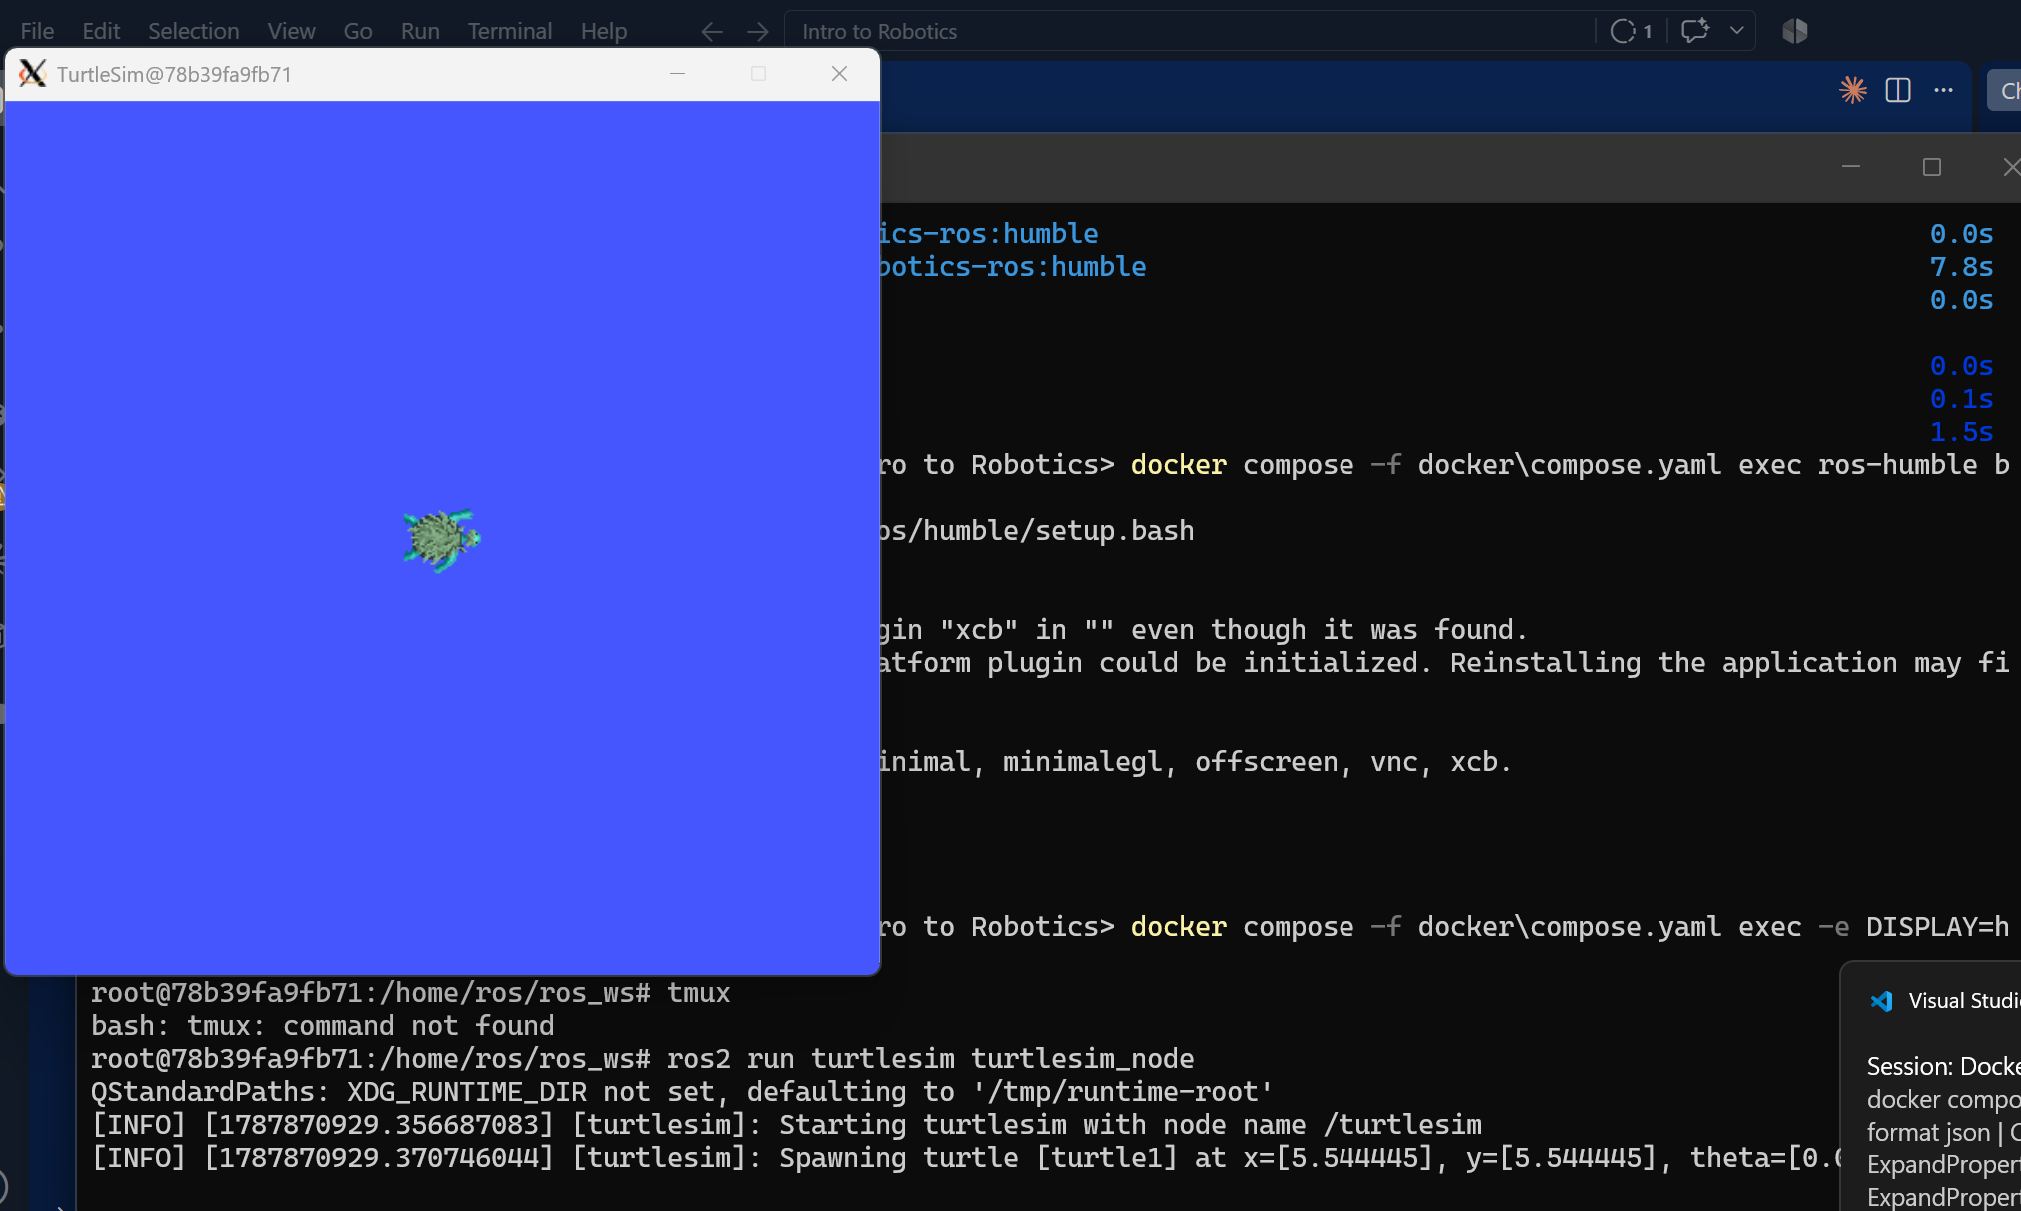 File Edit Selection View Go Run Terminal Help
Intro to Robotics
1
TurtleSim@78b39fa9fb71
ics-ros:humble 0.0s
botics-ros:humble 7.8s
0.0s
0.0s
0.1s
1.5s
ro to Robotics> docker compose -f docker\compose.yaml exec ros-humble b
os/humble/setup.bash
gin "xcb" in "" even though it was found.
atform plugin could be initialized. Reinstalling the application may fi
inimal, minimalegl, offscreen, vnc, xcb.
ro to Robotics> docker compose -f docker\compose.yaml exec -e DISPLAY=h
root@78b39fa9fb71:/home/ros/ros_ws# tmux
bash: tmux: command not found
root@78b39fa9fb71:/home/ros/ros_ws# ros2 run turtlesim turtlesim_node
QStandardPaths: XDG_RUNTIME_DIR not set, defaulting to '/tmp/runtime-root'
[INFO] [1787870929.356687083] [turtlesim]: Starting turtlesim with node name /turtlesim
[INFO] [1787870929.370746044] [turtlesim]: Spawning turtle [turtle1] at x=[5.544445], y=[5.544445], theta=[0.
Visual Studi
Session: Docke
docker compo
format json |
ExpandPropert
ExpandPropert